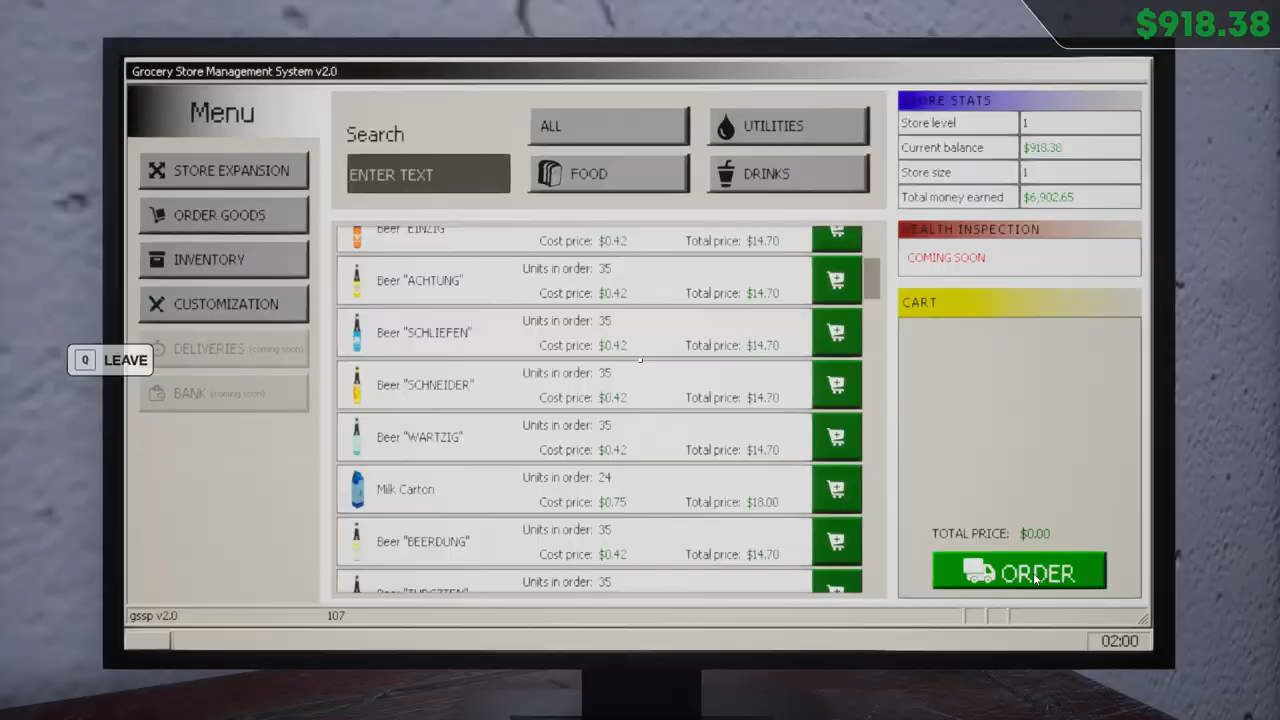 $918.38
Grocery Store Management System v2.0
Menu
STORE EXPANSION
ORDER GOODS
INVENTORY
CUSTOMIZATION
DELIVERIES (coming soon)
BANK (coming soon)
Q LEAVE
Search
ENTER TEXT
ALL
UTILITIES
FOOD
DRINKS
Beer "EINZIG"
Cost price: $0.42 Total price: $14.70
Beer "ACHTUNG"
Units in order: 35
Cost price: $0.42 Total price: $14.70
Beer "SCHLIEFEN"
Units in order: 35
Cost price: $0.42 Total price: $14.70
Beer "SCHNEIDER"
Units in order: 35
Cost price: $0.42 Total price: $14.70
Beer "WARTZIG"
Units in order: 35
Cost price: $0.42 Total price: $14.70
Milk Carton
Units in order: 24
Cost price: $0.75 Total price: $18.00
Beer "BEERDUNG"
Units in order: 35
Cost price: $0.42 Total price: $14.70
Units in order: 35
STORE STATS
Store level 1
Current balance $918.38
Store size 1
Total money earned $6,902.65
HEALTH INSPECTION
COMING SOON
CART
TOTAL PRICE: $0.00
ORDER
gssp v2.0 107
02:00